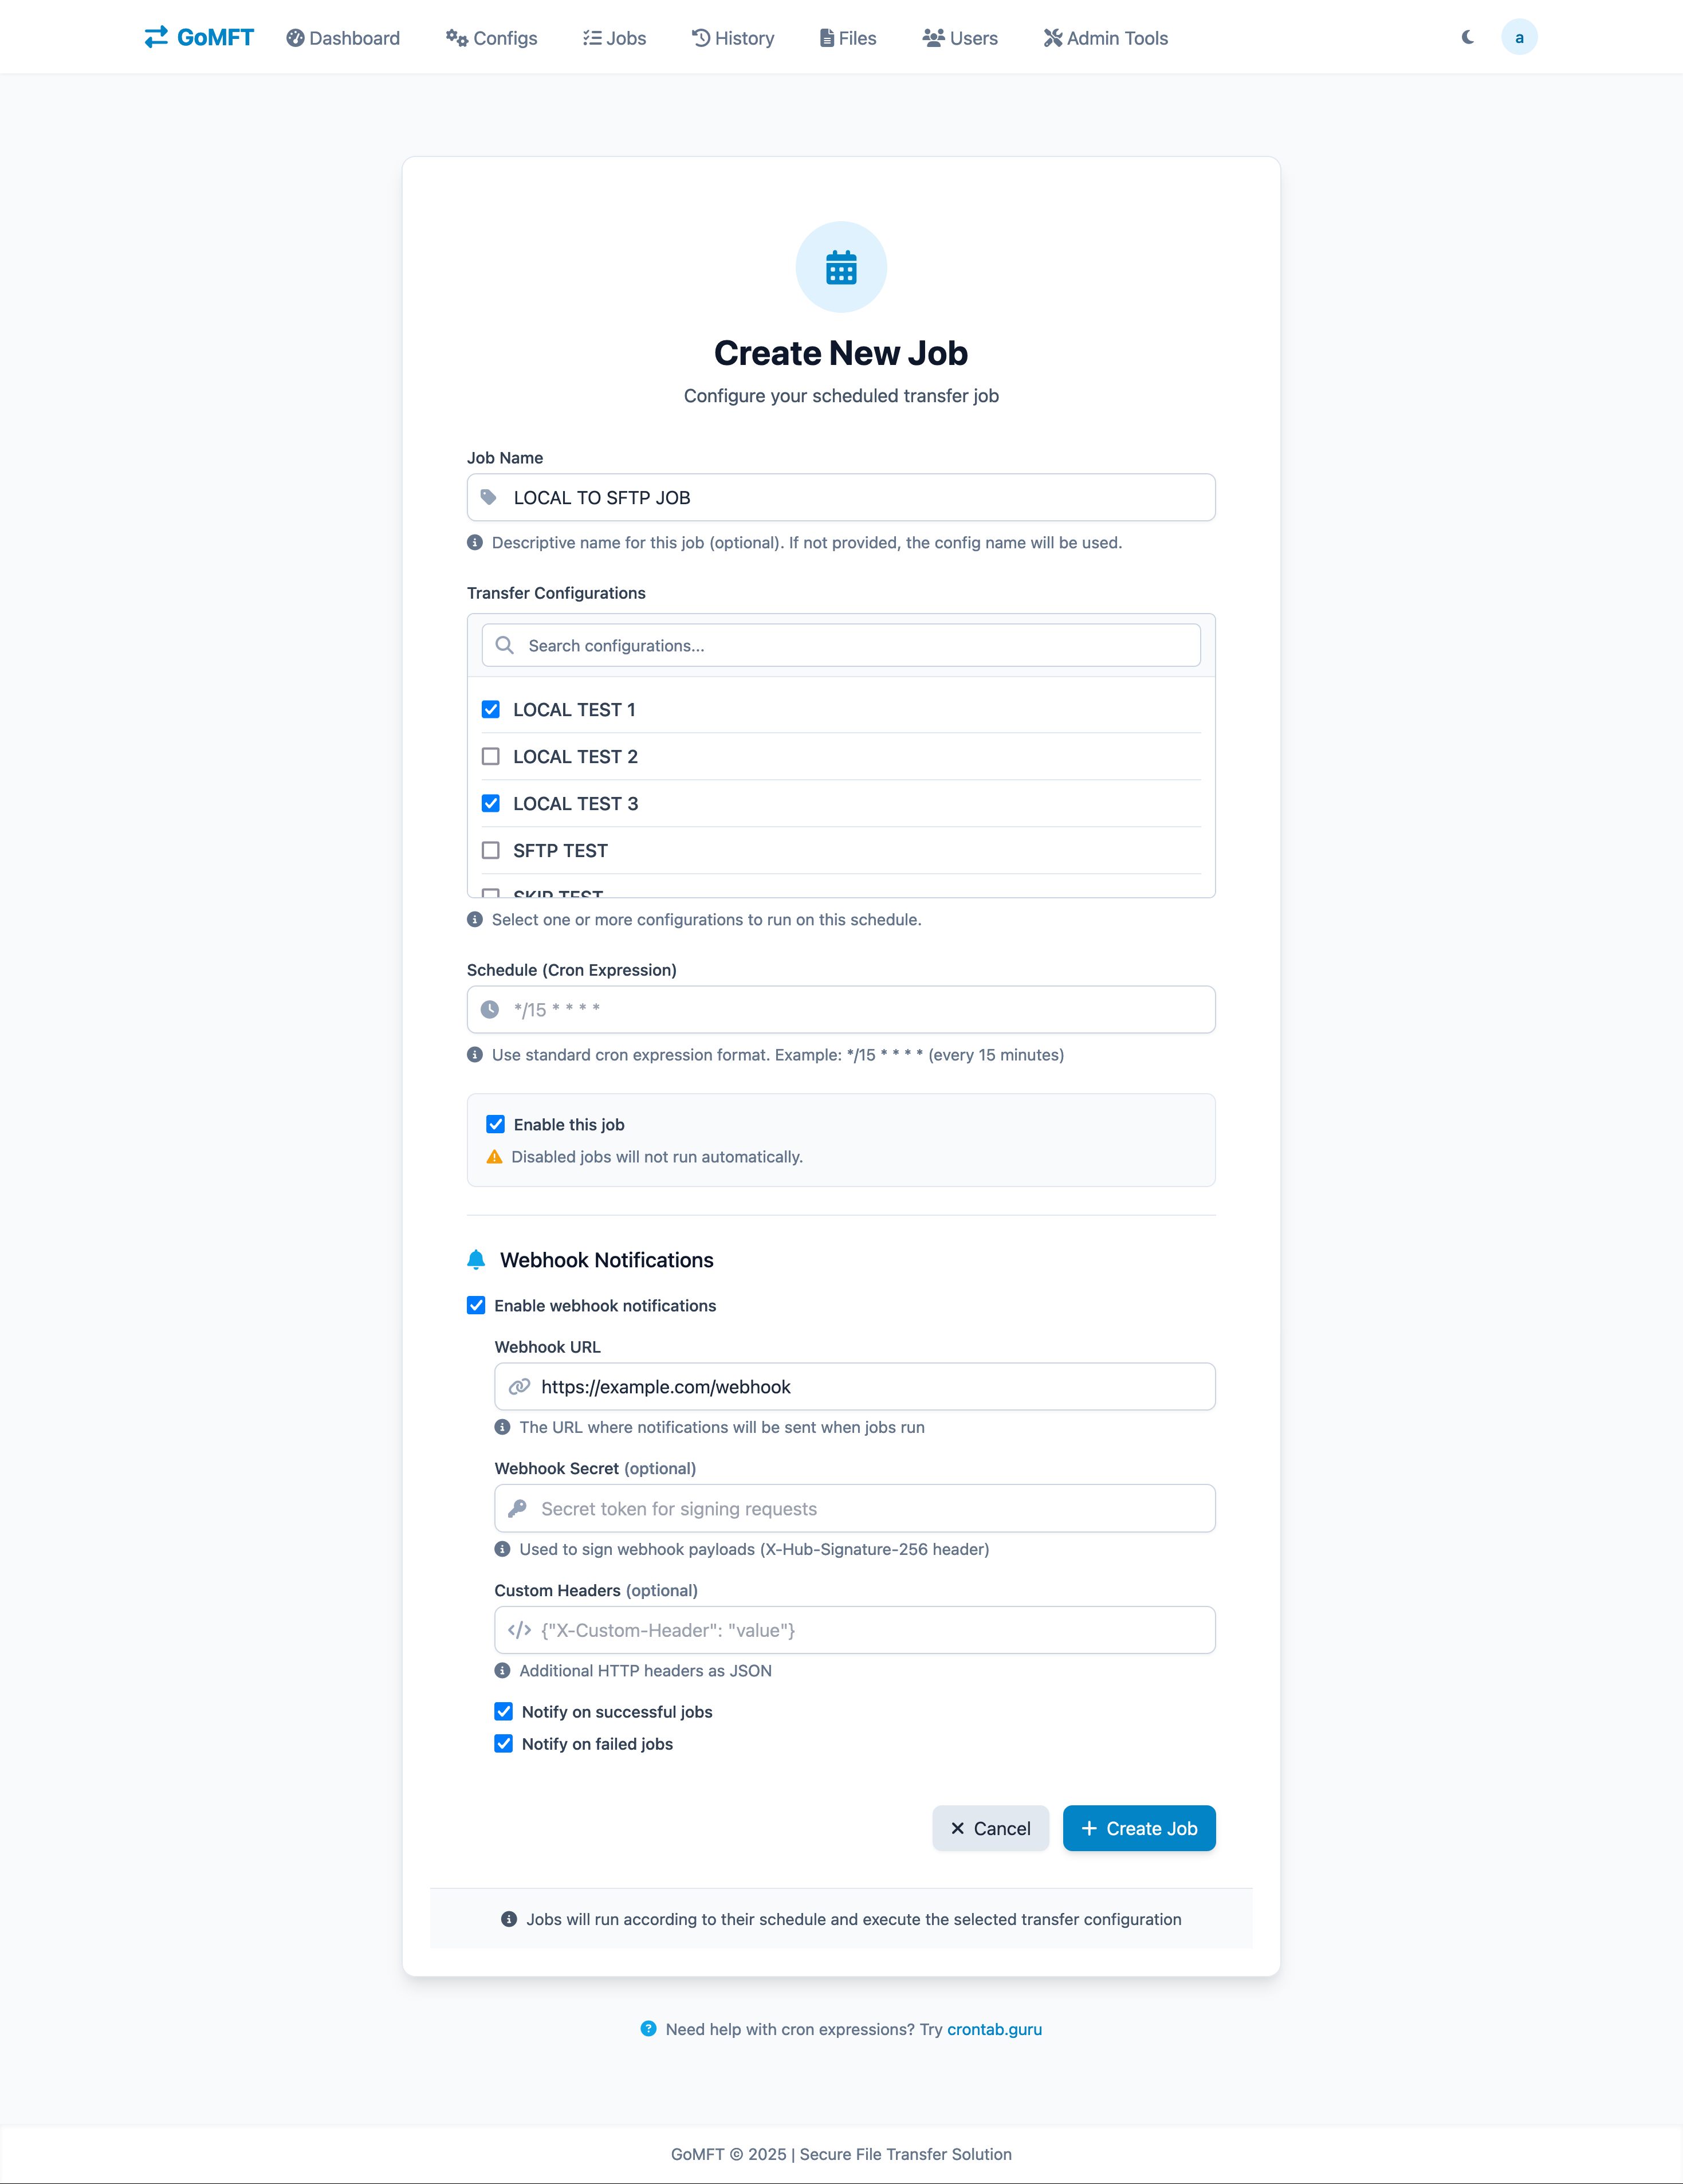 GoMFT Dashboard Configs Jobs History Files Users Admin Tools a
Create New Job
Configure your scheduled transfer job
Job Name
LOCAL TO SFTP JOB
Descriptive name for this job (optional). If not provided, the config name will be used.
Transfer Configurations
Search configurations...
LOCAL TEST 1
LOCAL TEST 2
LOCAL TEST 3
SFTP TEST
SKIP TEST
Select one or more configurations to run on this schedule.
Schedule (Cron Expression)
*/15 * * * *
Use standard cron expression format. Example: */15 * * * * (every 15 minutes)
Enable this job
Disabled jobs will not run automatically.
Webhook Notifications
Enable webhook notifications
Webhook URL
https://example.com/webhook
The URL where notifications will be sent when jobs run
Webhook Secret (optional)
Secret token for signing requests
Used to sign webhook payloads (X-Hub-Signature-256 header)
Custom Headers (optional)
{"X-Custom-Header": "value"}
Additional HTTP headers as JSON
Notify on successful jobs
Notify on failed jobs
Cancel Create Job
Jobs will run according to their schedule and execute the selected transfer configuration
Need help with cron expressions? Try crontab.guru
GoMFT © 2025 | Secure File Transfer Solution